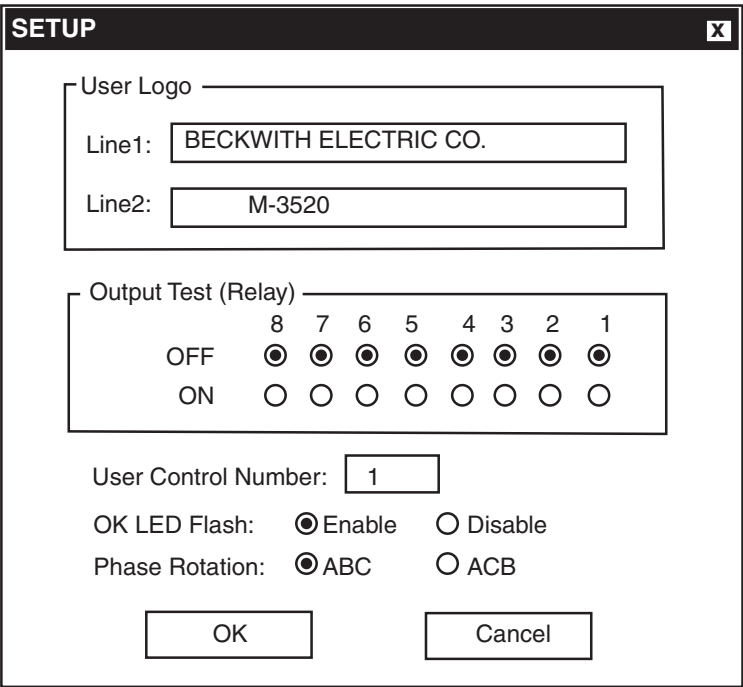 SETUP X
User Logo
Line1: BECKWITH ELECTRIC CO.
Line2: M-3520
Output Test (Relay)
8 7 6 5 4 3 2 1
OFF
ON
User Control Number: 1
OK LED Flash: Enable Disable
Phase Rotation: ABC ACB
OK Cancel